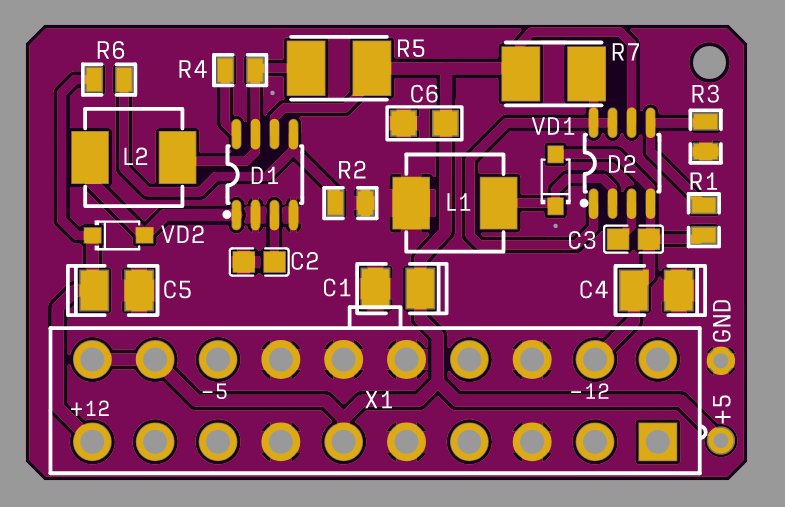 R6
R4
R5
R7
C6
R3
VD1
L2
D1
R2
L1
D2
R1
VD2
C2
C3
C5
C1
C4
GND
-5
-12
+12
X1
+5